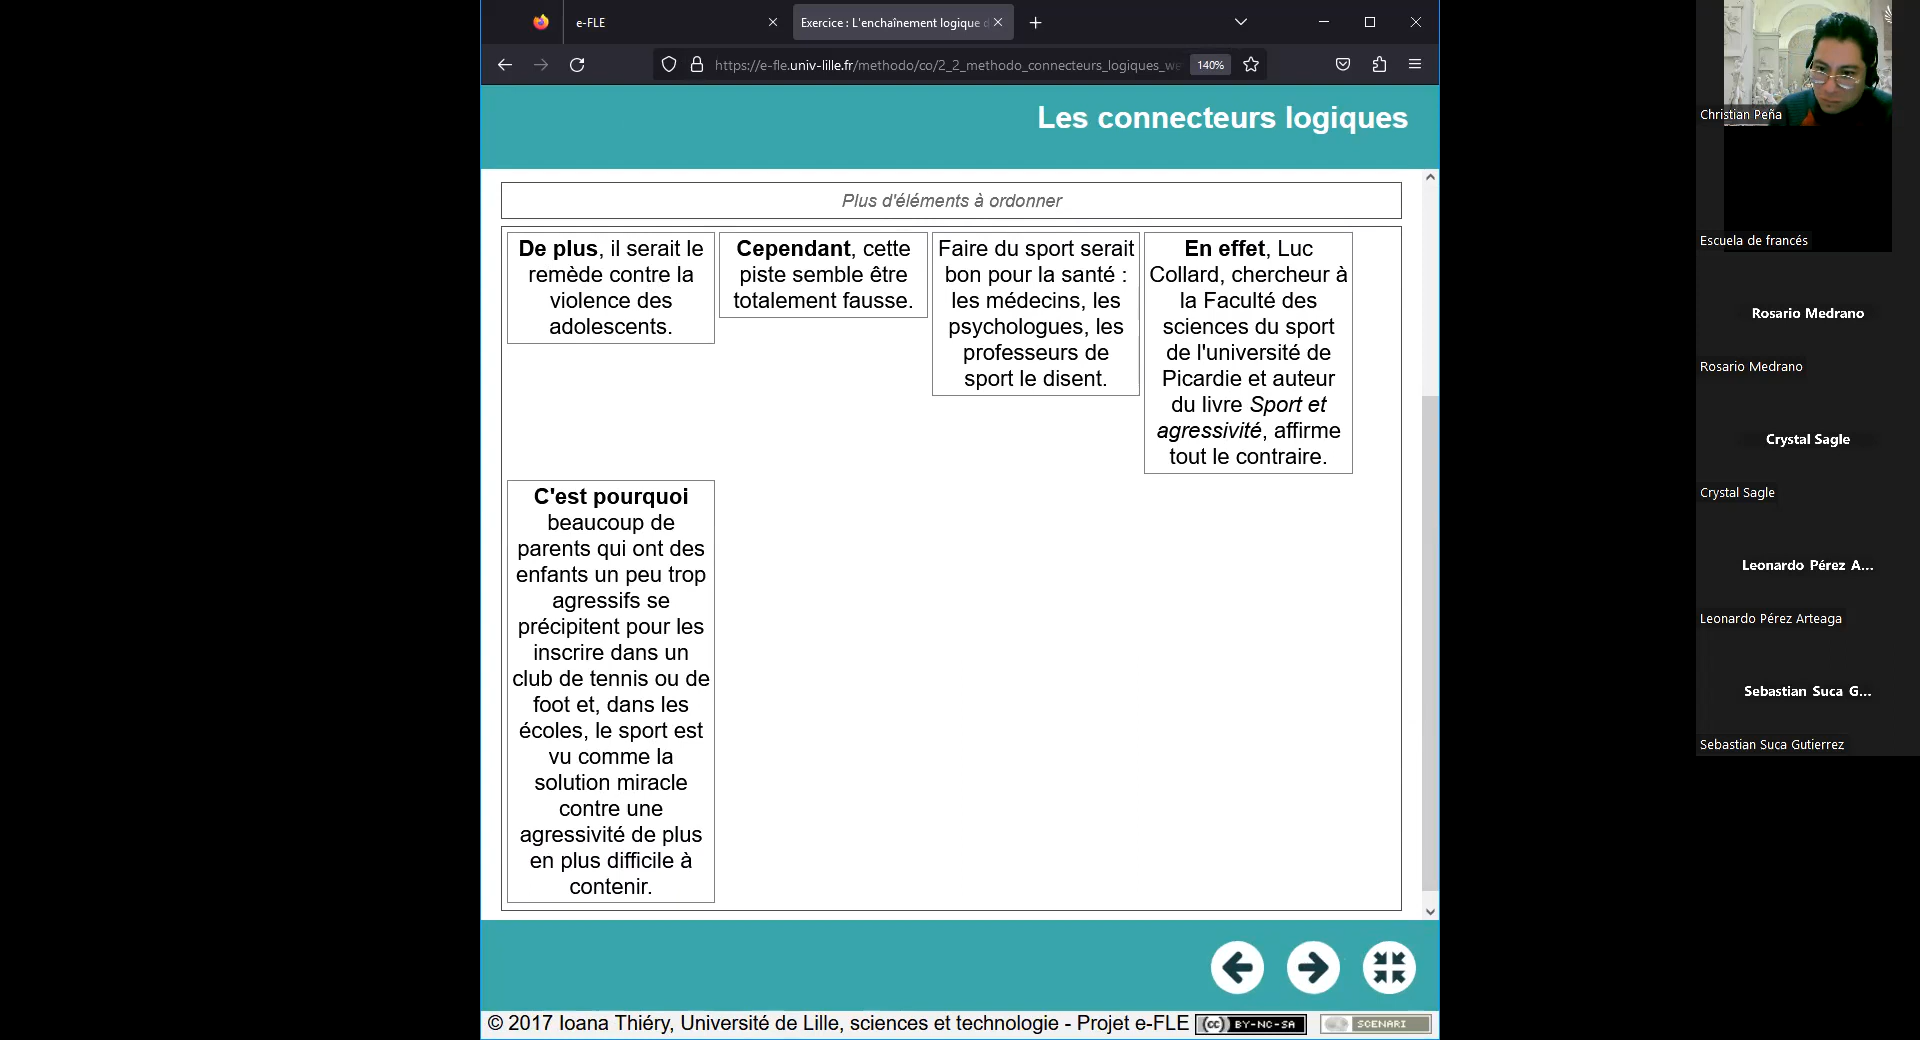 e-FLE
Exercice : L'enchaînement logique d
https://e-fle.univ-lille.fr/methodo/co/2_2_methodo_connecteurs_logiques_we
140%
Les connecteurs logiques
Plus d'éléments à ordonner
De plus, il serait le
remède contre la
violence des
adolescents.
Cependant, cette
piste semble être
totalement fausse.
Faire du sport serait
bon pour la santé :
les médecins, les
psychologues, les
professeurs de
sport le disent.
En effet, Luc
Collard, chercheur à
la Faculté des
sciences du sport
de l'université de
Picardie et auteur
du livre Sport et
agressivité, affirme
tout le contraire.
C'est pourquoi
beaucoup de
parents qui ont des
enfants un peu trop
agressifs se
précipitent pour les
inscrire dans un
club de tennis ou de
foot et, dans les
écoles, le sport est
vu comme la
solution miracle
contre une
agressivité de plus
en plus difficile à
contenir.
© 2017 Ioana Thiéry, Université de Lille, sciences et technologie - Projet e-FLE
cc BY-NC-SA
SCENARI
Christian Peña
Escuela de francés
Rosario Medrano
Rosario Medrano
Crystal Sagle
Crystal Sagle
Leonardo Pérez A...
Leonardo Pérez Arteaga
Sebastian Suca G...
Sebastian Suca Gutierrez